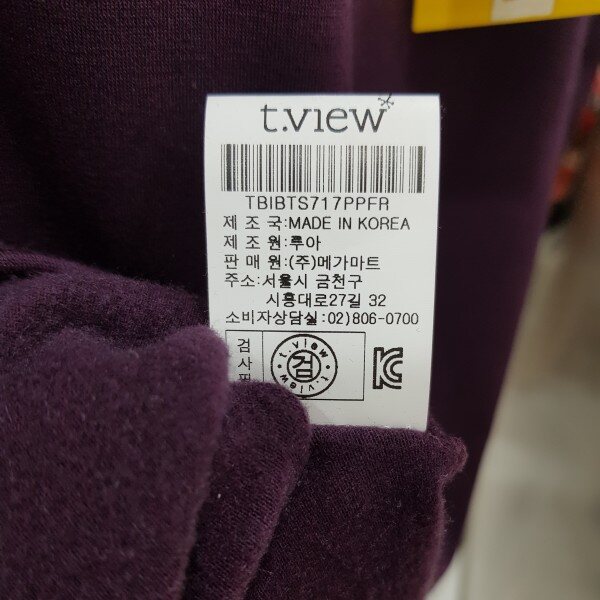 t.view*
TBIBTS717PPFR
제 조 국:MADE IN KOREA
제 조 원:루아
판 매 원:(주)메가마트
주소:서울시 금천구
시흥대로27길 32
소비자상담실:02)806-0700
검사필
t.view
검
t.view
KC